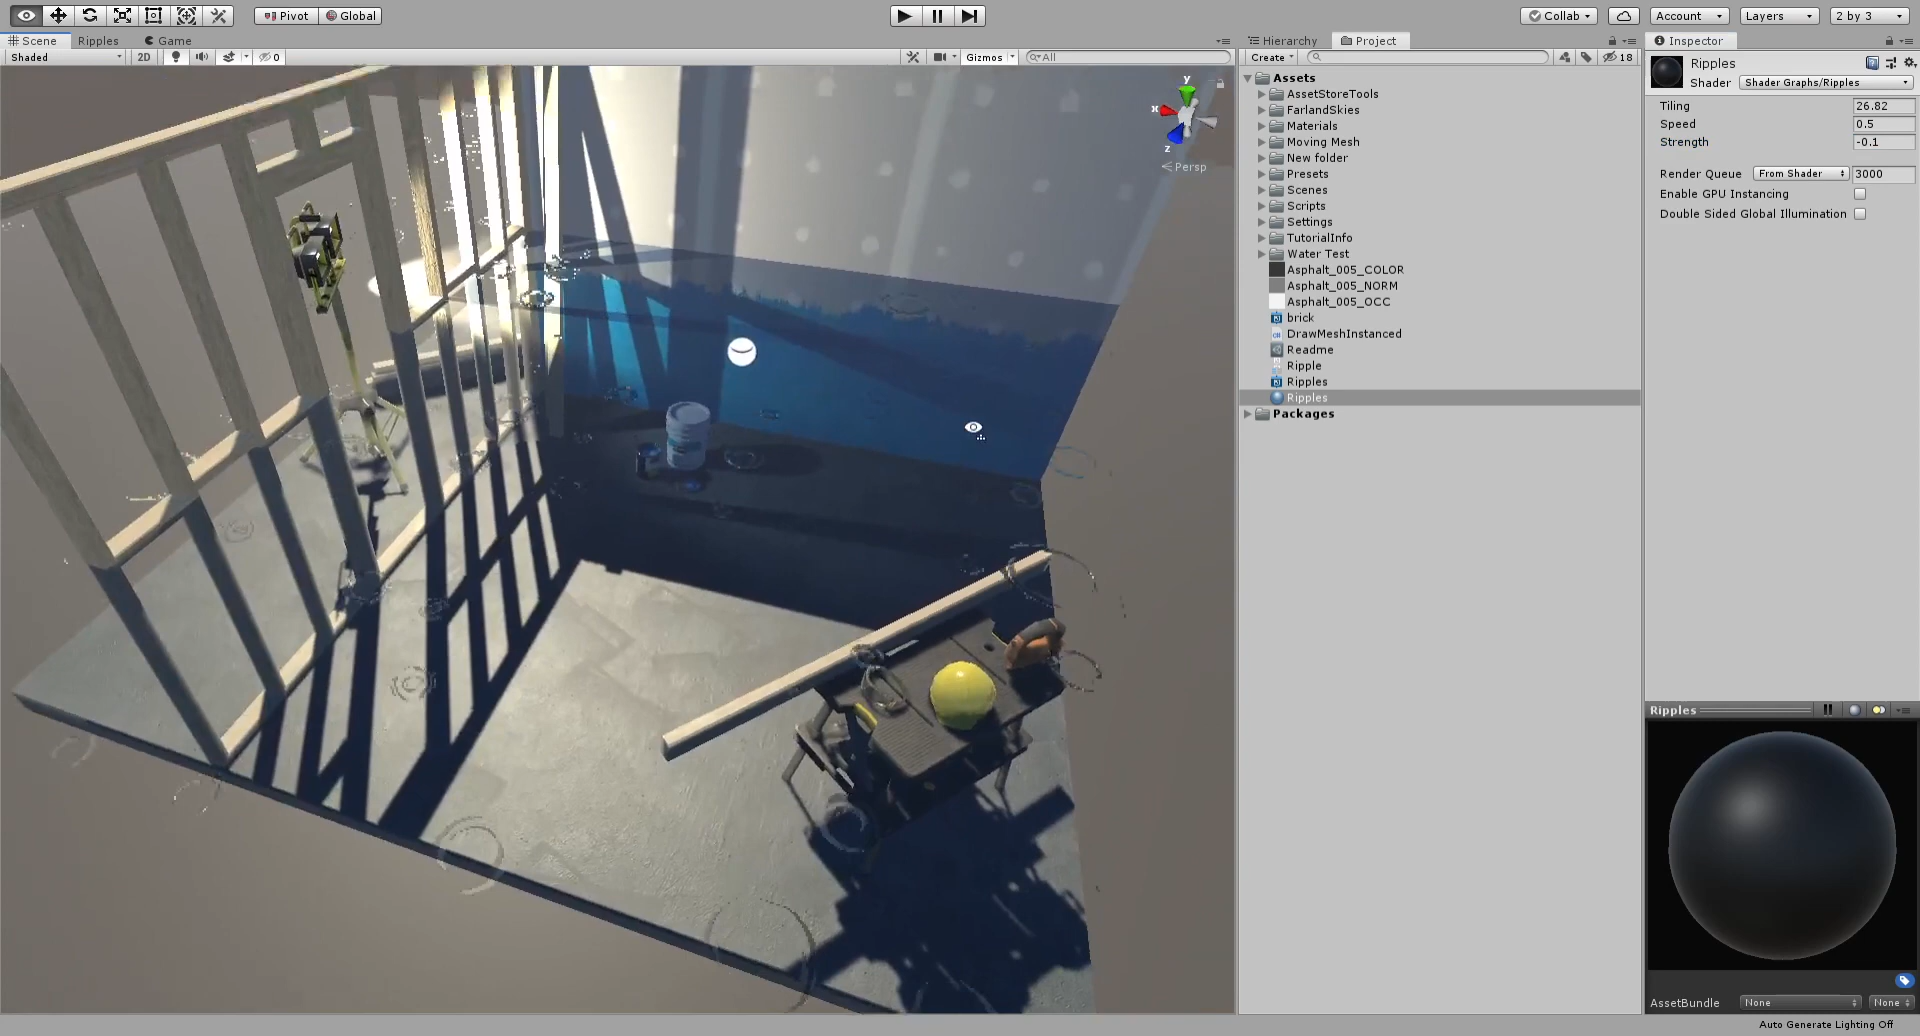 Pivot Global Collab Account Layers 2 by 3
Scene Ripples Game Hierarchy Project Inspector
Shaded 2D 0 Gizmos All Create 18
Ripples
Shader Shader Graphs/Ripples
y
x
z
Persp
Assets
AssetStoreTools
FarlandSkies
Materials
Moving Mesh
New folder
Presets
Scenes
Scripts
Settings
TutorialInfo
Water Test
Asphalt_005_COLOR
Asphalt_005_NORM
Asphalt_005_OCC
brick
DrawMeshInstanced
Readme
Ripple
Ripples
Ripples
Packages
Tiling 26.82
Speed 0.5
Strength -0.1
Render Queue From Shader 3000
Enable GPU Instancing
Double Sided Global Illumination
Ripples
AssetBundle None None
Auto Generate Lighting Off